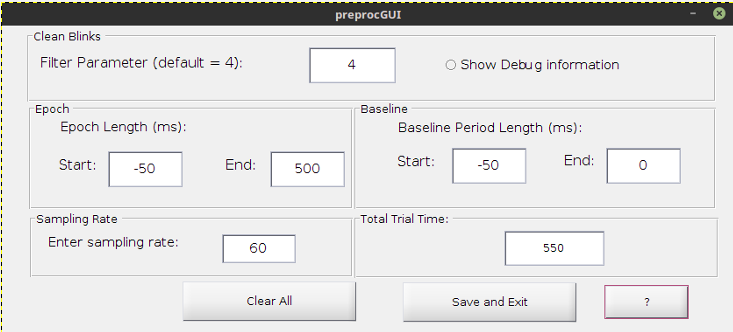 preprocGUI
Clean Blinks
Filter Parameter (default = 4): 4 Show Debug information
Epoch Baseline
Epoch Length (ms): Baseline Period Length (ms):
Start: -50 End: 500 Start: -50 End: 0
Sampling Rate Total Trial Time:
Enter sampling rate: 60 550
Clear All Save and Exit ?